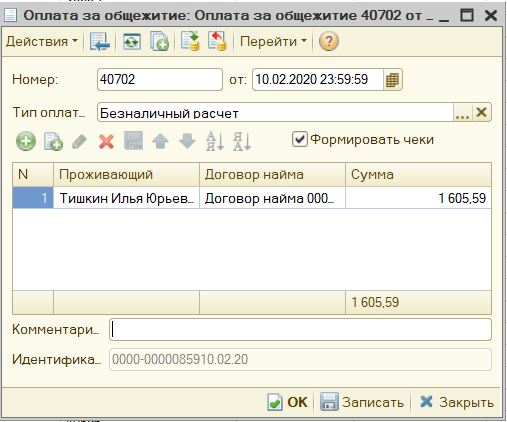 Оплата за общежитие: Оплата за общежитие 40702 от ...
Действия Перейти ?
Номер: 40702 от: 10.02.2020 23:59:59
Тип оплат... Безналичный расчет ... ×
Формировать чеки
N Проживающий Договор найма Сумма
1 Тишкин Илья Юрьев... Договор найма 000... 1 605,59
1 605,59
Комментари...
Идентифика... 0000-0000085910.02.20
OK Записать Закрыть